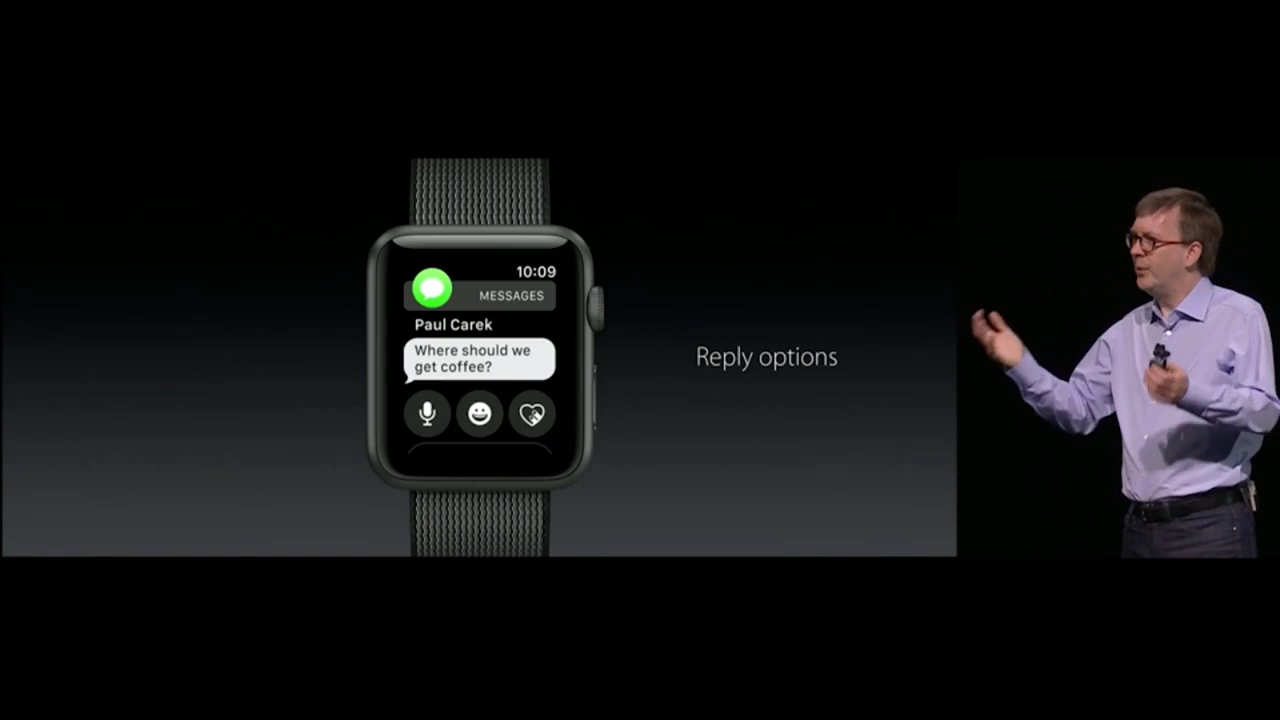 10:09
MESSAGES
Paul Carek
Where should we
get coffee?
Reply options